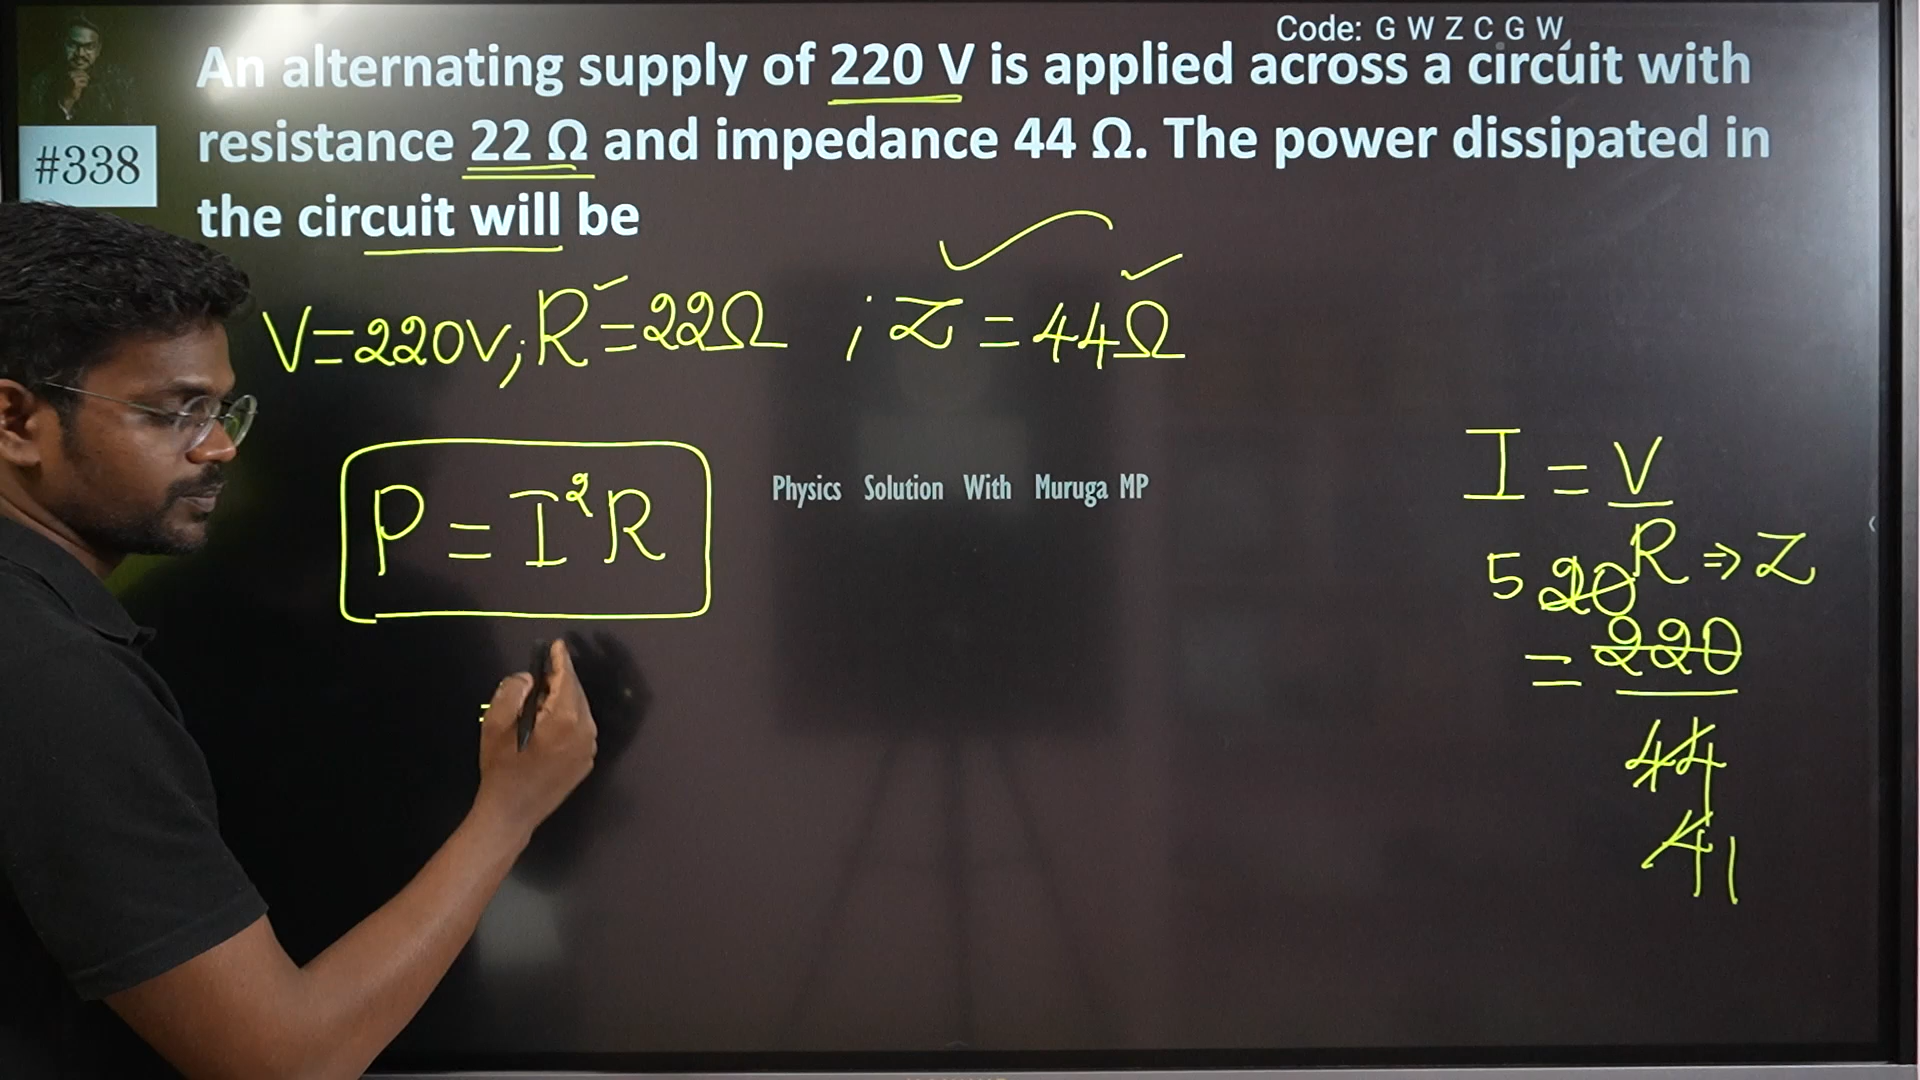 Code: G W Z C G W
An alternating supply of 220 V is applied across a circuit with
#338
resistance 22 Ω and impedance 44 Ω. The power dissipated in
the circuit will be
V=220V; R=22Ω ; Z=44Ω
P = I²R
Physics Solution With Muruga MP
I = V
R ⇒ Z
5 20
= 220
44
4 1